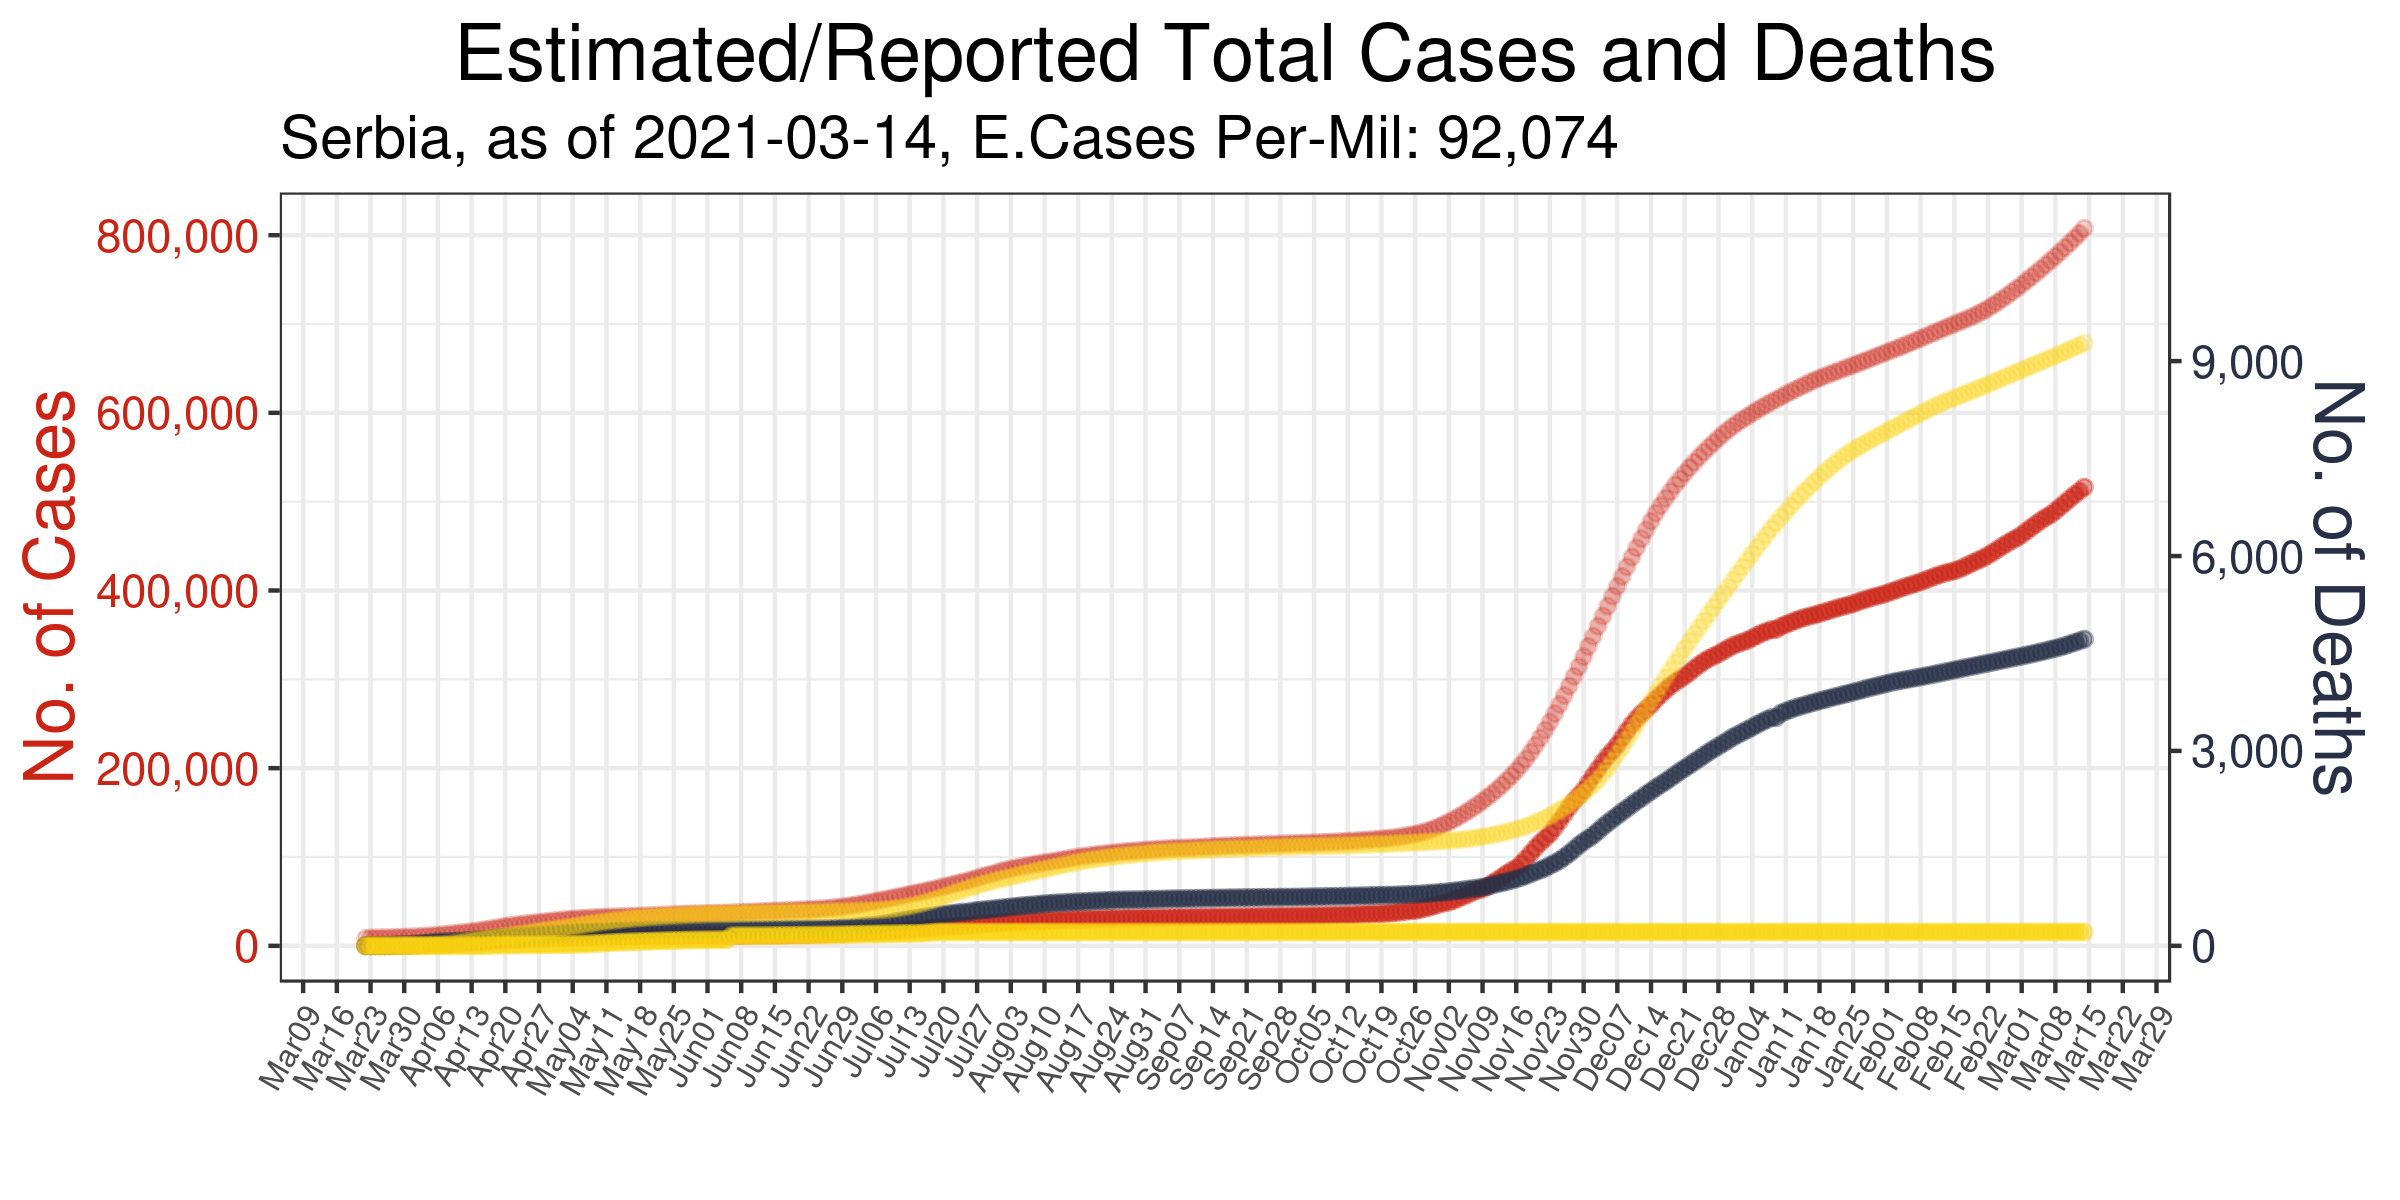 Estimated/Reported Total Cases and Deaths
Serbia, as of 2021-03-14, E.Cases Per-Mil: 92,074
No. of Cases
800,000
600,000
400,000
200,000
0
9,000
6,000
3,000
0
No. of Deaths
Mar09 Mar16 Mar23 Mar30 Apr06 Apr13 Apr20 Apr27 May04 May11 May18 May25 Jun01 Jun08 Jun15 Jun22 Jun29 Jul06 Jul13 Jul20 Jul27 Aug03 Aug10 Aug17 Aug24 Aug31 Sep07 Sep14 Sep21 Sep28 Oct05 Oct12 Oct19 Oct26 Nov02 Nov09 Nov16 Nov23 Nov30 Dec07 Dec14 Dec21 Dec28 Jan04 Jan11 Jan18 Jan25 Feb01 Feb08 Feb15 Feb22 Mar01 Mar08 Mar15 Mar22 Mar29